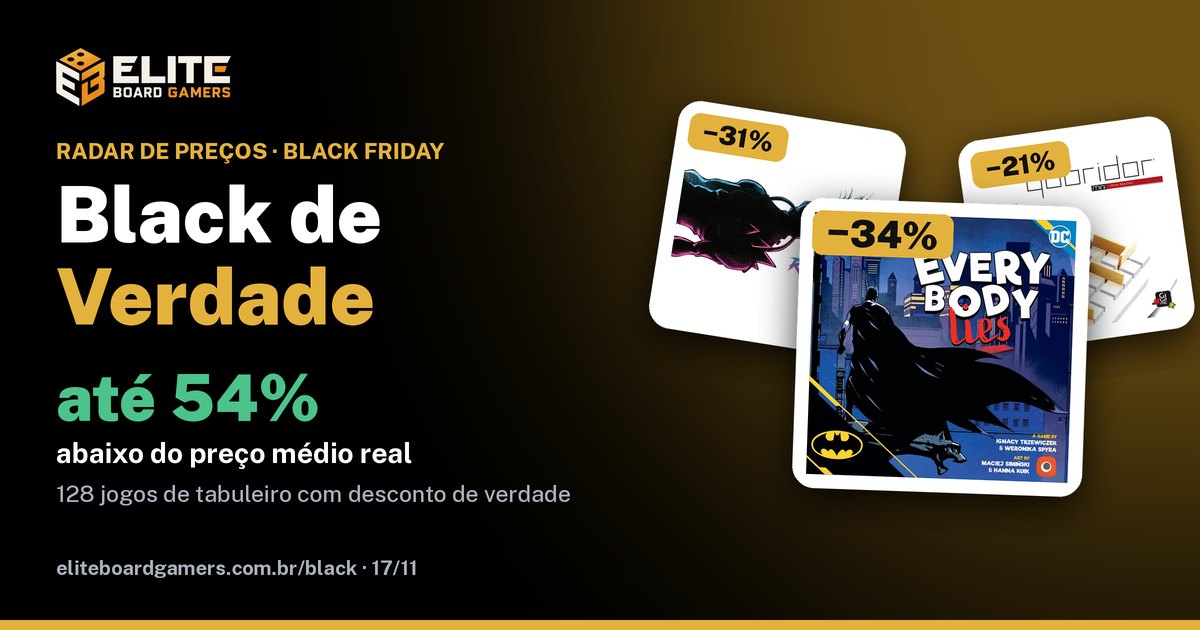 ELITE
BOARD GAMERS
RADAR DE PREÇOS · BLACK FRIDAY
Black de
Verdade
até 54%
abaixo do preço médio real
128 jogos de tabuleiro com desconto de verdade
eliteboardgamers.com.br/black · 17/11
−31%
−21%
quoridor
mini
−34%
DC
EVERY
BODY
lies
A GAME BY
IGNACY TRZEWICZEK
& WERONIKA SPYRA
ART BY
MACIEJ SIMIŃSKI
& HANNA KUIK